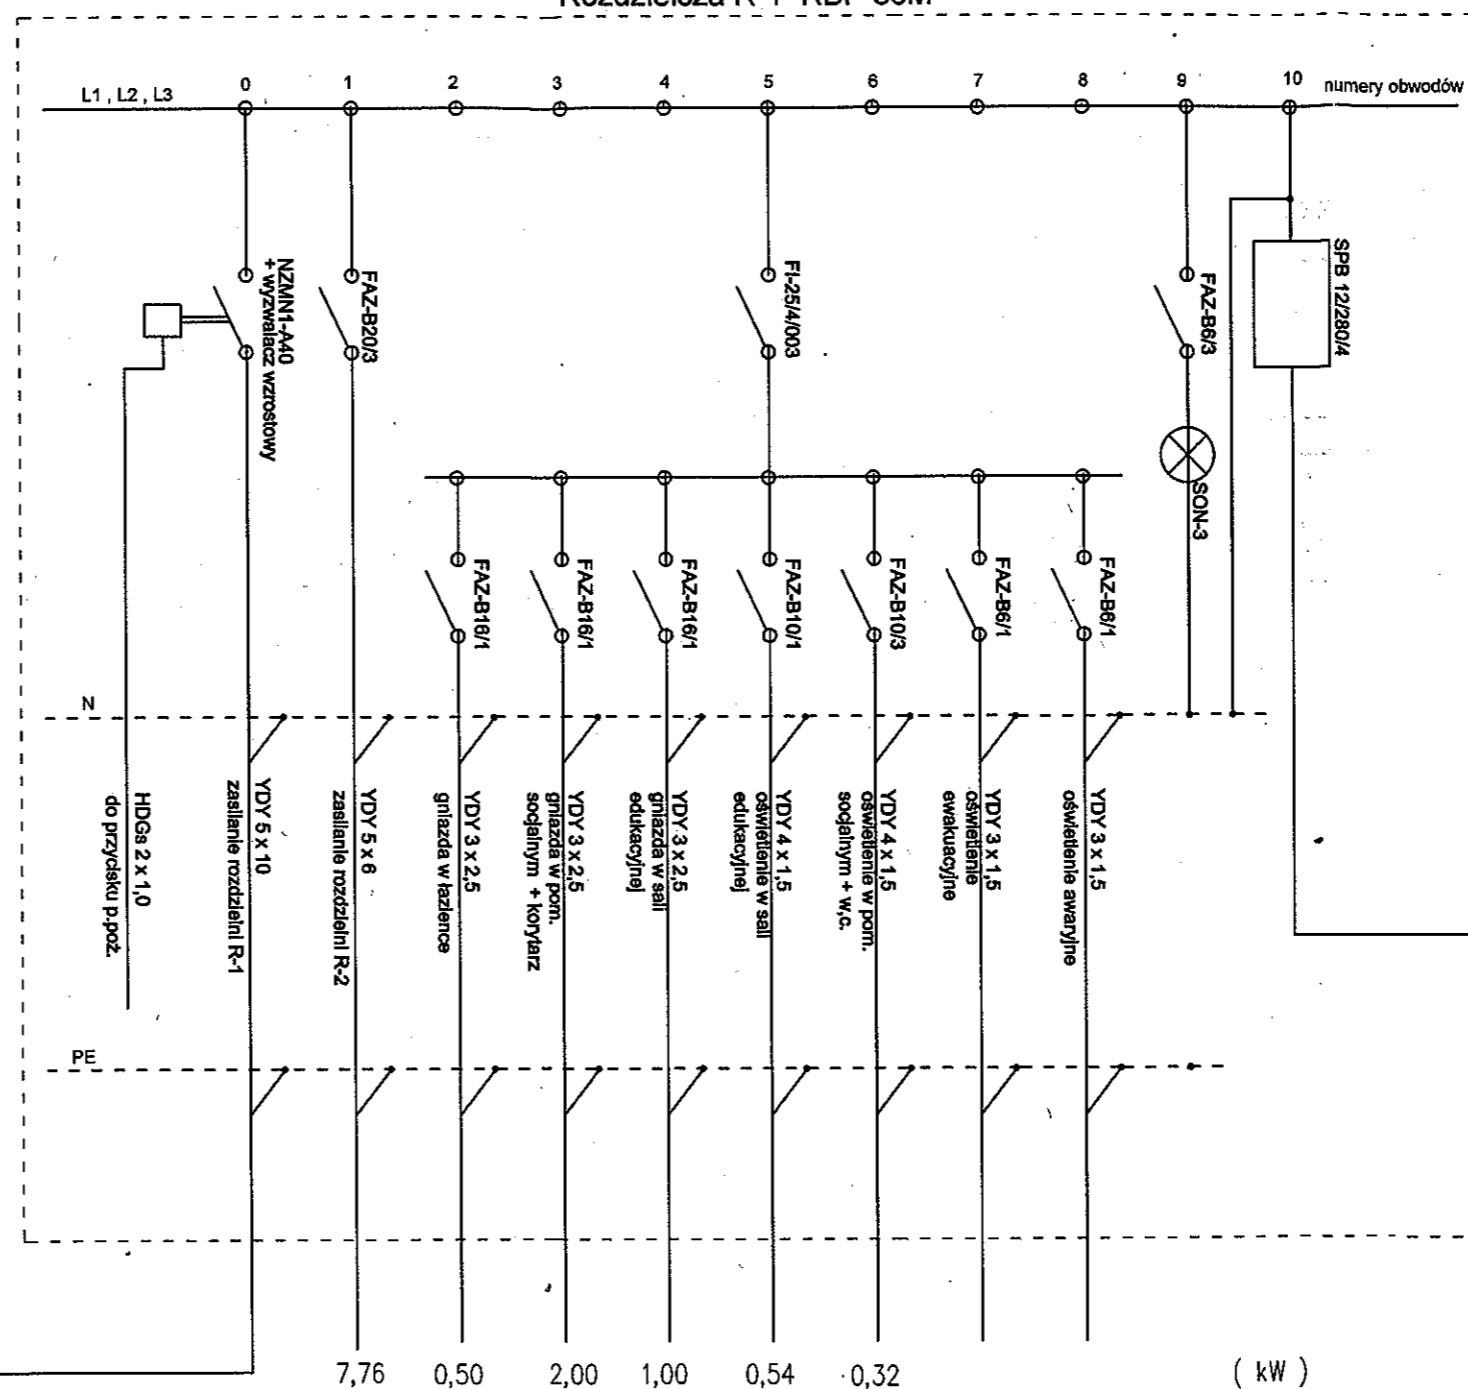 L1 , L2 , L3
0 1 2 3 4 5 6 7 8 9 10 numery obwodów
NZMN1-A40
+ wyzwalacz wzrostowy
FAZ-B20/3
FI-25/4/003
FAZ-B6/3
SPB 12/280/4
SON-3
FAZ-B16/1
FAZ-B16/1
FAZ-B16/1
FAZ-B10/1
FAZ-B10/3
FAZ-B6/1
FAZ-B6/1
N
HDGs 2 x 1,0
do przycisku p.poż.
YDY 5 x 10
zasilanie rozdzielni R-1
YDY 5 x 6
zasilanie rozdzielni R-2
YDY 3 x 2,5
gniazda w łazience
YDY 3 x 2,5
gniazda w pom.
socjalnym + korytarz
YDY 3 x 2,5
gniazda w sali
edukacyjnej
YDY 4 x 1,5
oświetlenie w sali
edukacyjnej
YDY 4 x 1,5
oświetlenie w pom.
socjalnym + w.c.
YDY 3 x 1,5
oświetlenie
ewakuacyjne
YDY 3 x 1,5
oświetlenie awaryjne
PE
7,76 0,50 2,00 1,00 0,54 0,32 ( kW )